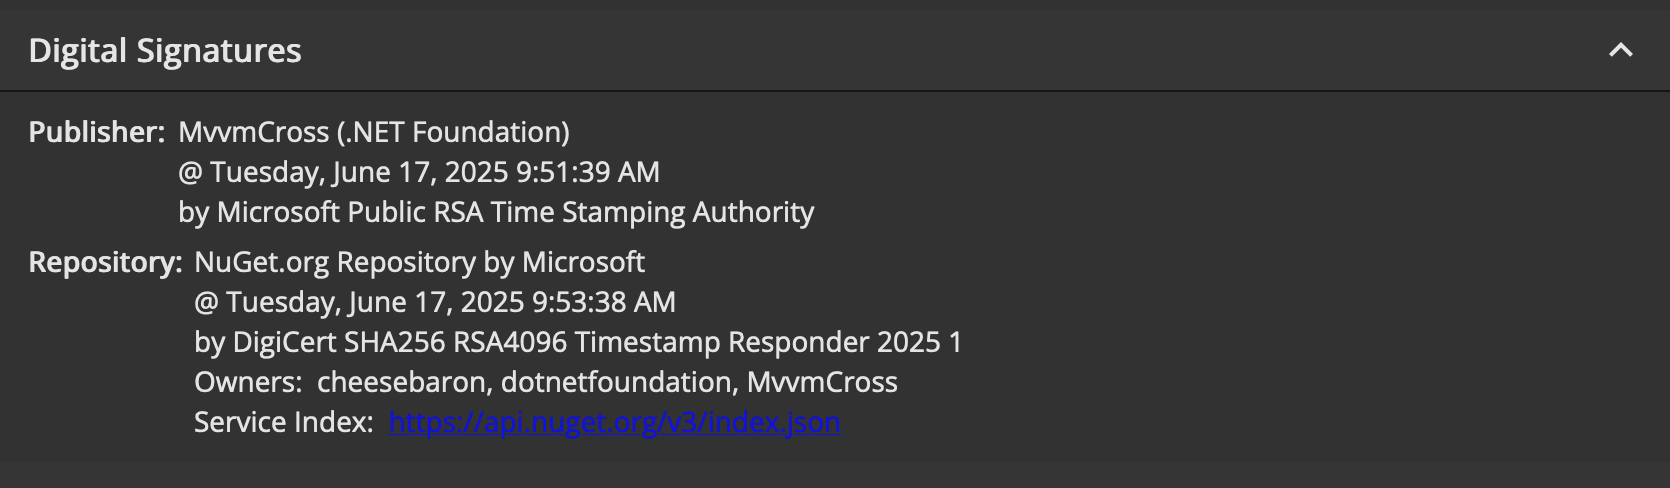 Digital Signatures
Publisher: MvvmCross (.NET Foundation)
@ Tuesday, June 17, 2025 9:51:39 AM
by Microsoft Public RSA Time Stamping Authority
Repository: NuGet.org Repository by Microsoft
@ Tuesday, June 17, 2025 9:53:38 AM
by DigiCert SHA256 RSA4096 Timestamp Responder 2025 1
Owners: cheesebaron, dotnetfoundation, MvvmCross
Service Index: https://api.nuget.org/v3/index.json